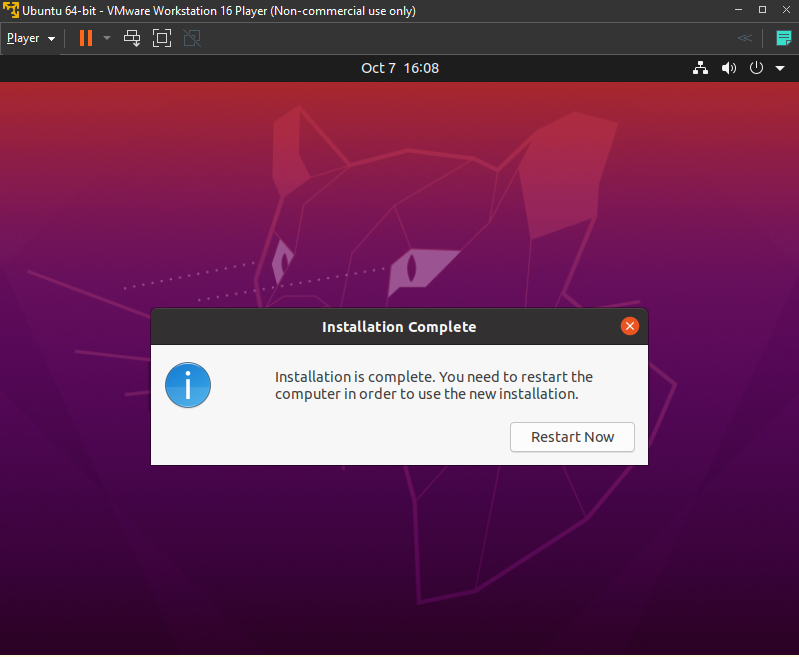 Ubuntu 64-bit - VMware Workstation 16 Player (Non-commercial use only)
Player
Oct 7 16:08
Installation Complete
Installation is complete. You need to restart the
computer in order to use the new installation.
Restart Now